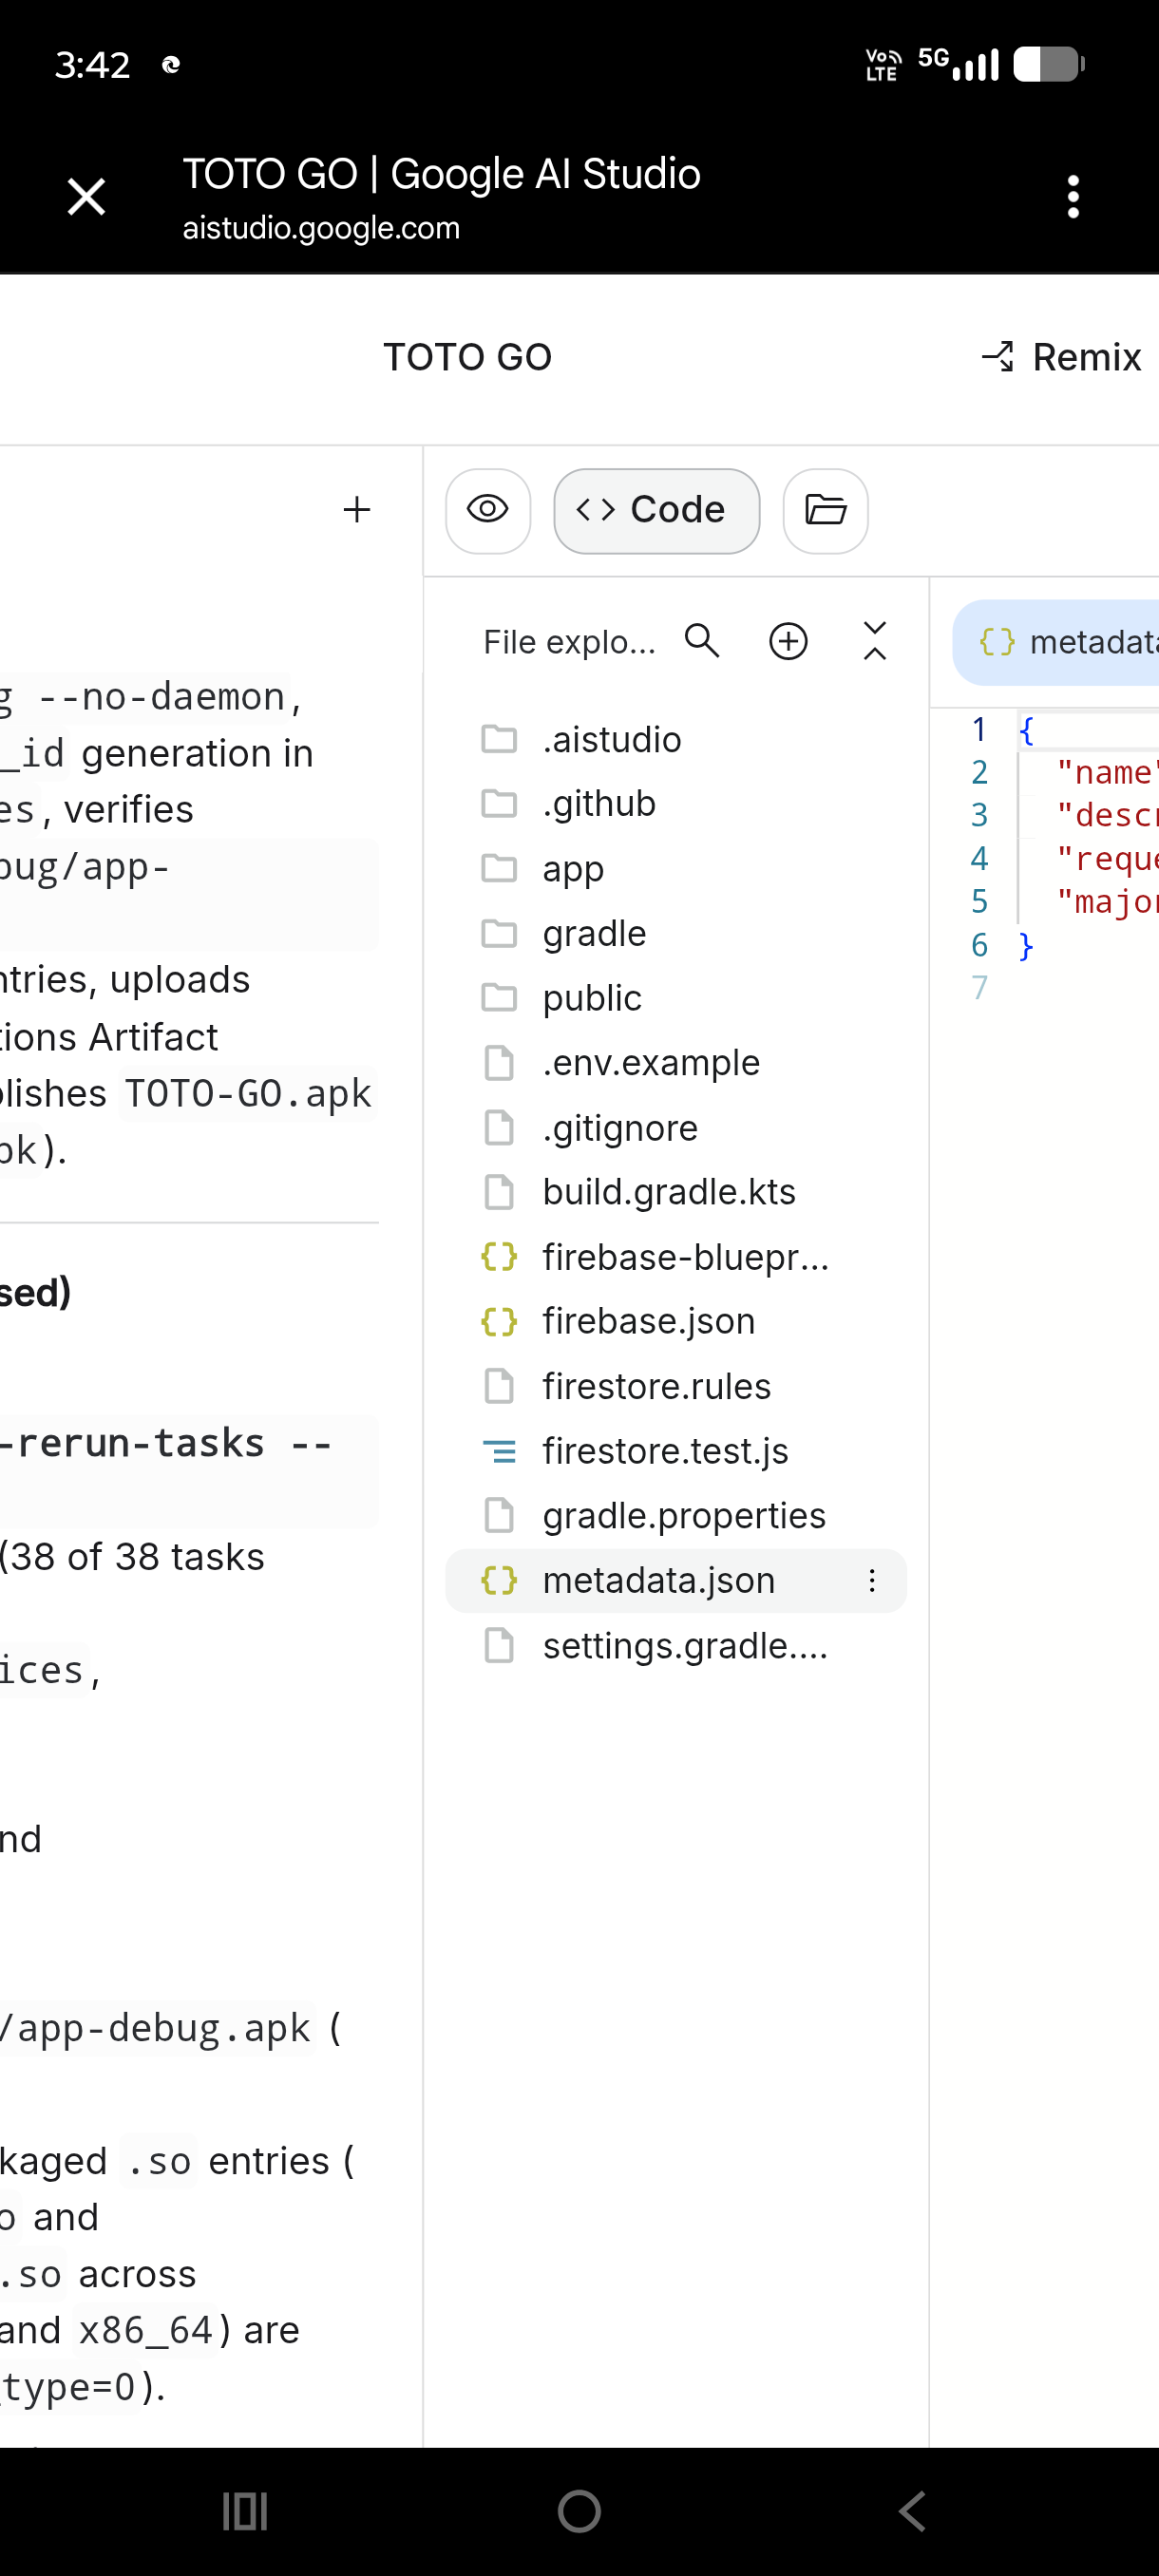 3:42
Vo LTE 5G
TOTO GO | Google AI Studio
aistudio.google.com
TOTO GO
Remix
Code
g --no-daemon,
_id generation in
es, verifies
bug/app-
ntries, uploads
tions Artifact
blishes TOTO-GO.apk
pk).
sed)
-rerun-tasks --
(38 of 38 tasks
ices,
nd
/app-debug.apk (
kaged .so entries (
o and
.so across
and x86_64) are
type=0).
File explo...
.aistudio
.github
app
gradle
public
.env.example
.gitignore
build.gradle.kts
firebase-bluepr...
firebase.json
firestore.rules
firestore.test.js
gradle.properties
metadata.json
settings.gradle....
{} metadata
1 {
2 "name"
3 "descr
4 "reque
5 "major
6 }
7